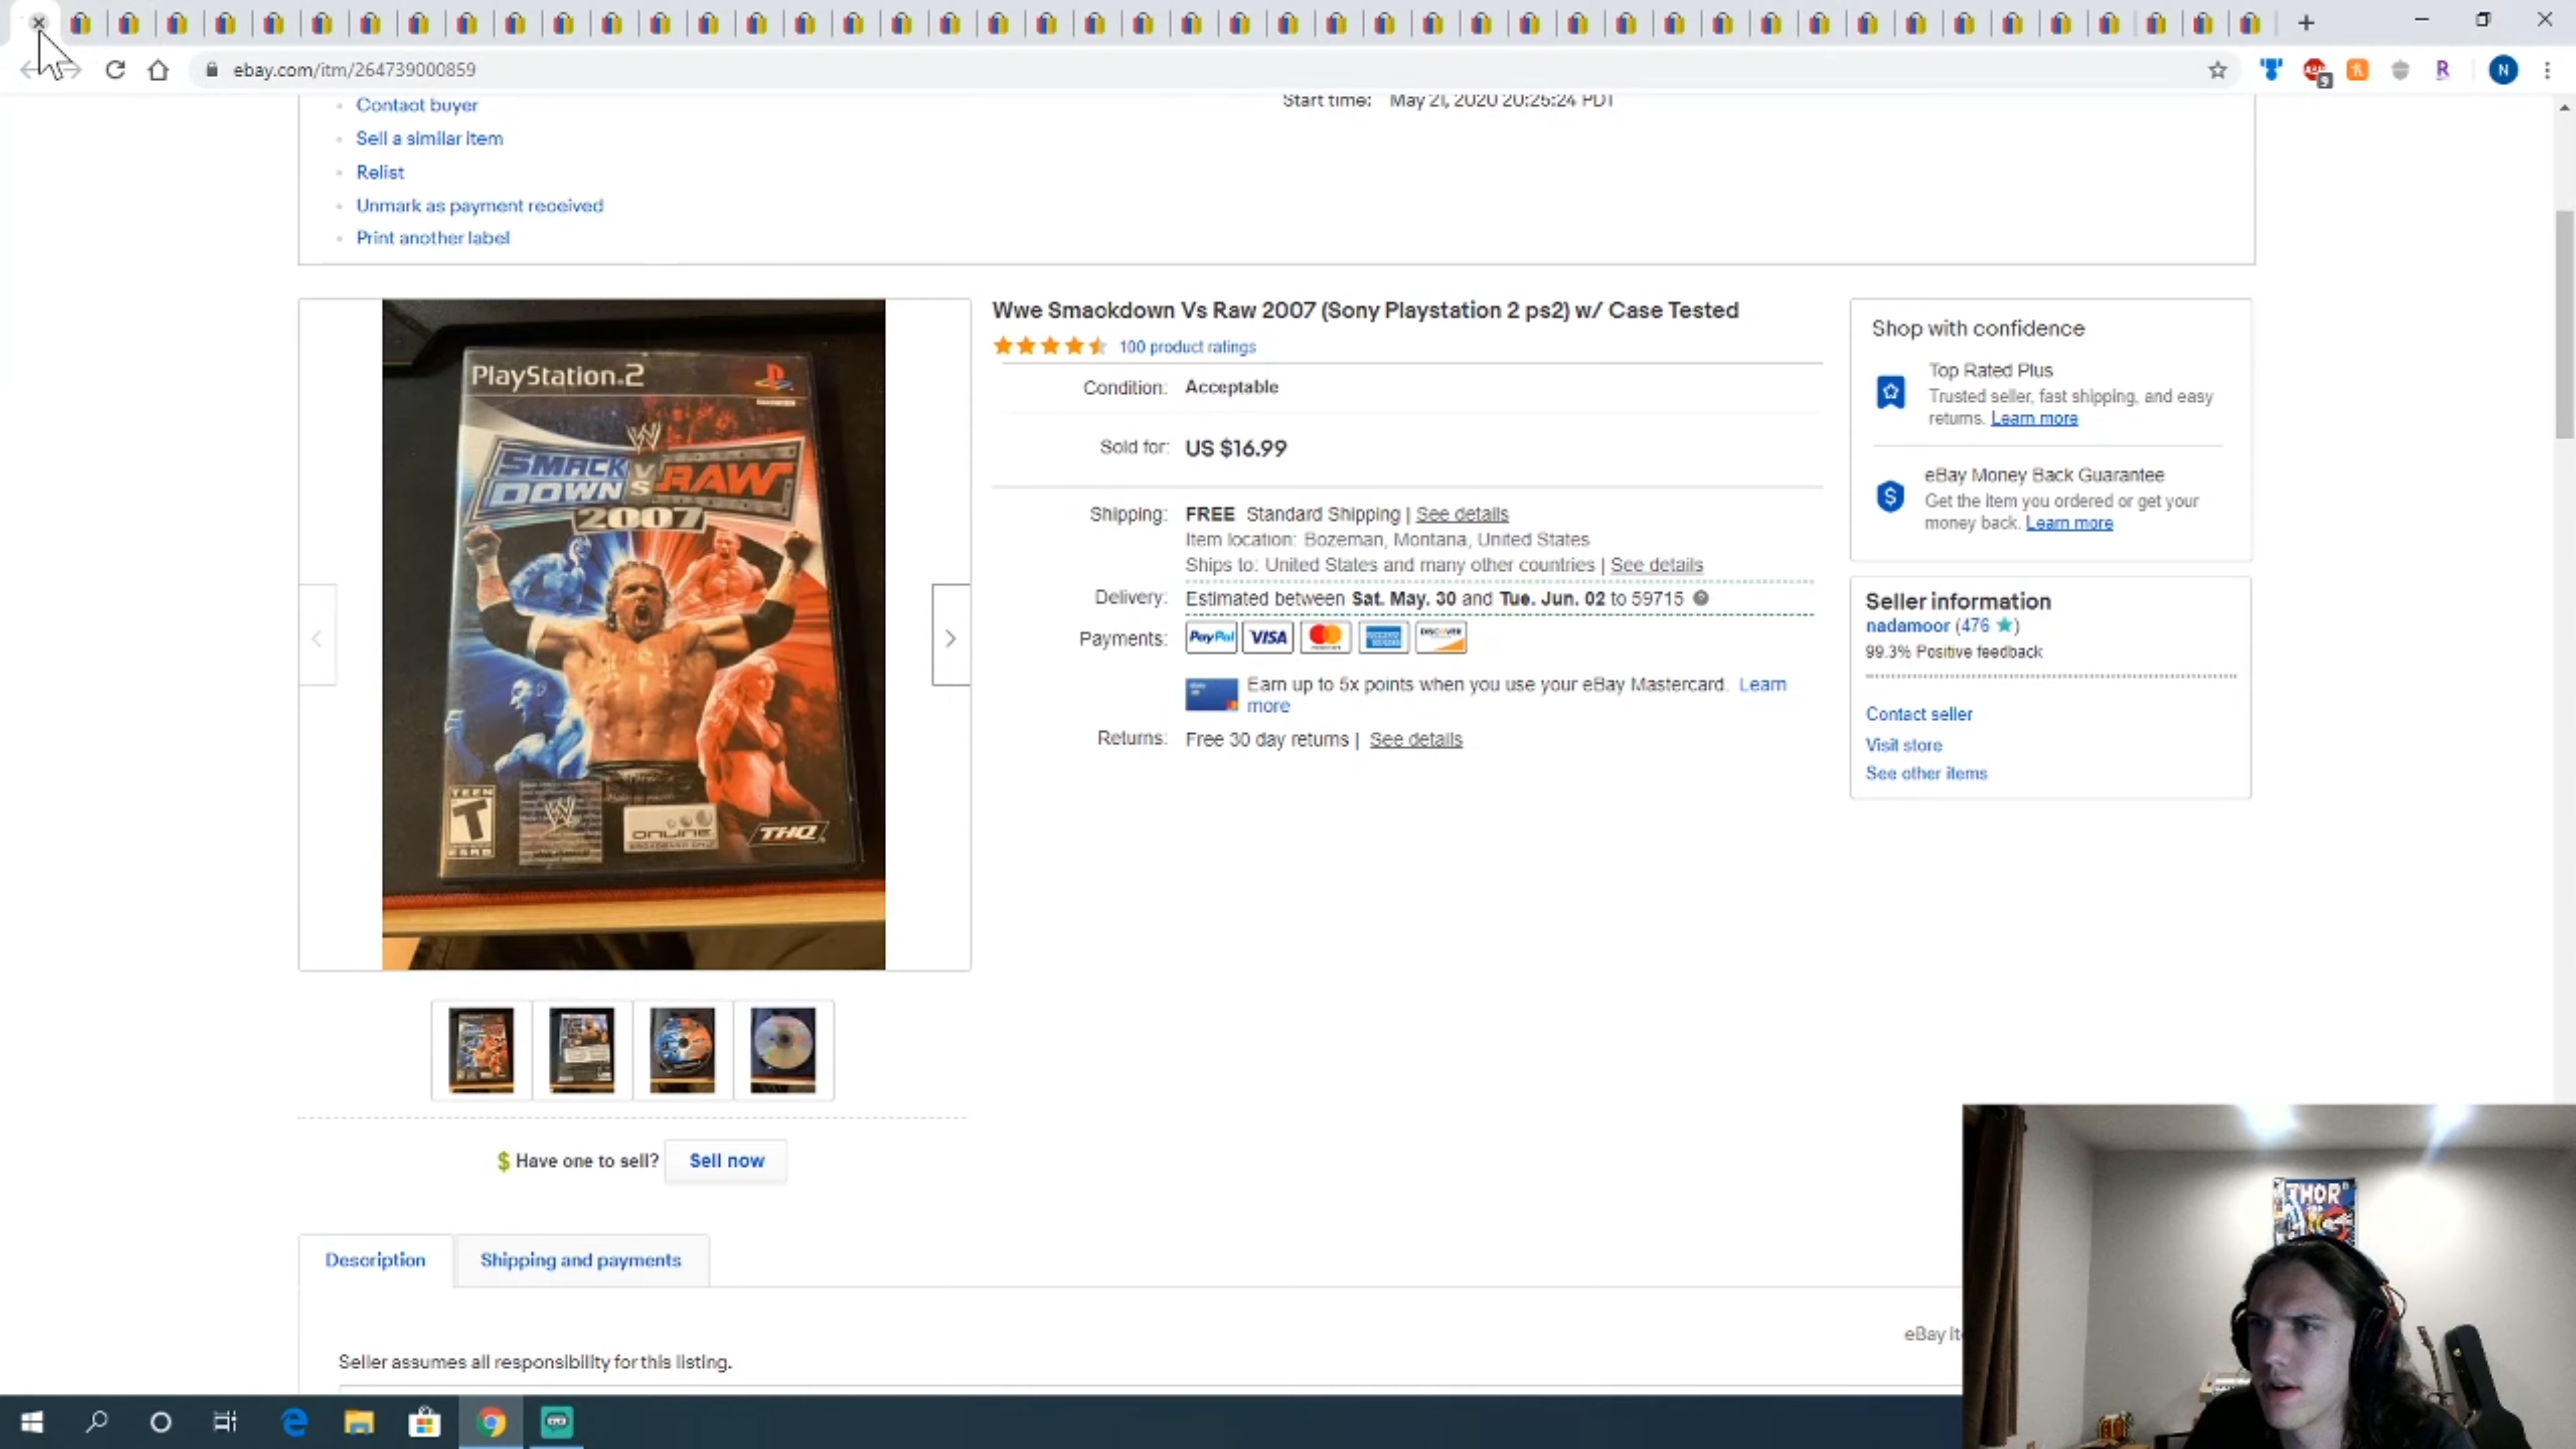 ebay.com/itm/264739000859
N
Contact buyer
Start time: May 21, 2020 20:25:24 PDT
Sell a similar item
Relist
Unmark as payment received
Print another label
Wwe Smackdown Vs Raw 2007 (Sony Playstation 2 ps2) w/ Case Tested
100 product ratings
Condition: Acceptable
Sold for: US $16.99
Shipping: FREE Standard Shipping | See details
Item location: Bozeman, Montana, United States
Ships to: United States and many other countries | See details
Delivery: Estimated between Sat. May. 30 and Tue. Jun. 02 to 59715
Payments: PayPal VISA DISCOVER
Earn up to 5x points when you use your eBay Mastercard. Learn
more
Returns: Free 30 day returns | See details
Shop with confidence
Top Rated Plus
Trusted seller, fast shipping, and easy
returns. Learn more
eBay Money Back Guarantee
Get the item you ordered or get your
money back. Learn more
Seller information
nadamoor (476 ★)
99.3% Positive feedback
Contact seller
Visit store
See other items
PlayStation.2
W
SMACK
DOWN VS RAW
2007
TEEN
T
ESRB
ONLINE
THQ
$ Have one to sell? Sell now
Description
Shipping and payments
eBay It
Seller assumes all responsibility for this listing.
THOR